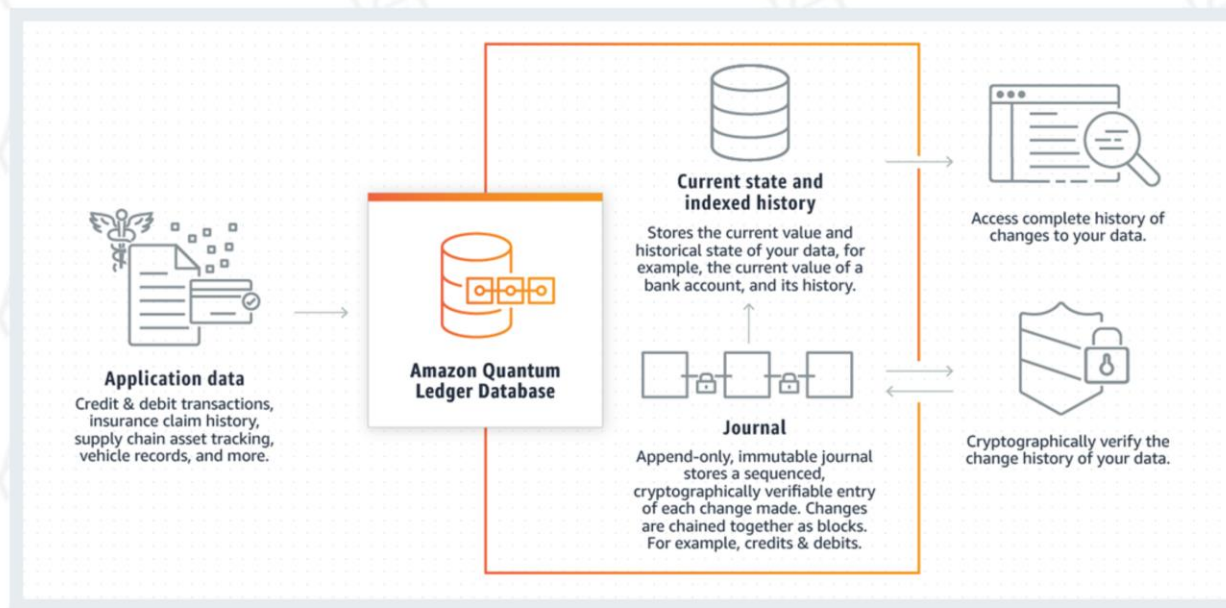 Application data
Credit & debit transactions,
insurance claim history,
supply chain asset tracking,
vehicle records, and more.
Amazon Quantum
Ledger Database
Current state and
indexed history
Stores the current value and
historical state of your data, for
example, the current value of a
bank account, and its history.
Journal
Append-only, immutable journal
stores a sequenced,
cryptographically verifiable entry
of each change made. Changes
are chained together as blocks.
For example, credits & debits.
Access complete history of
changes to your data.
Cryptographically verify the
change history of your data.